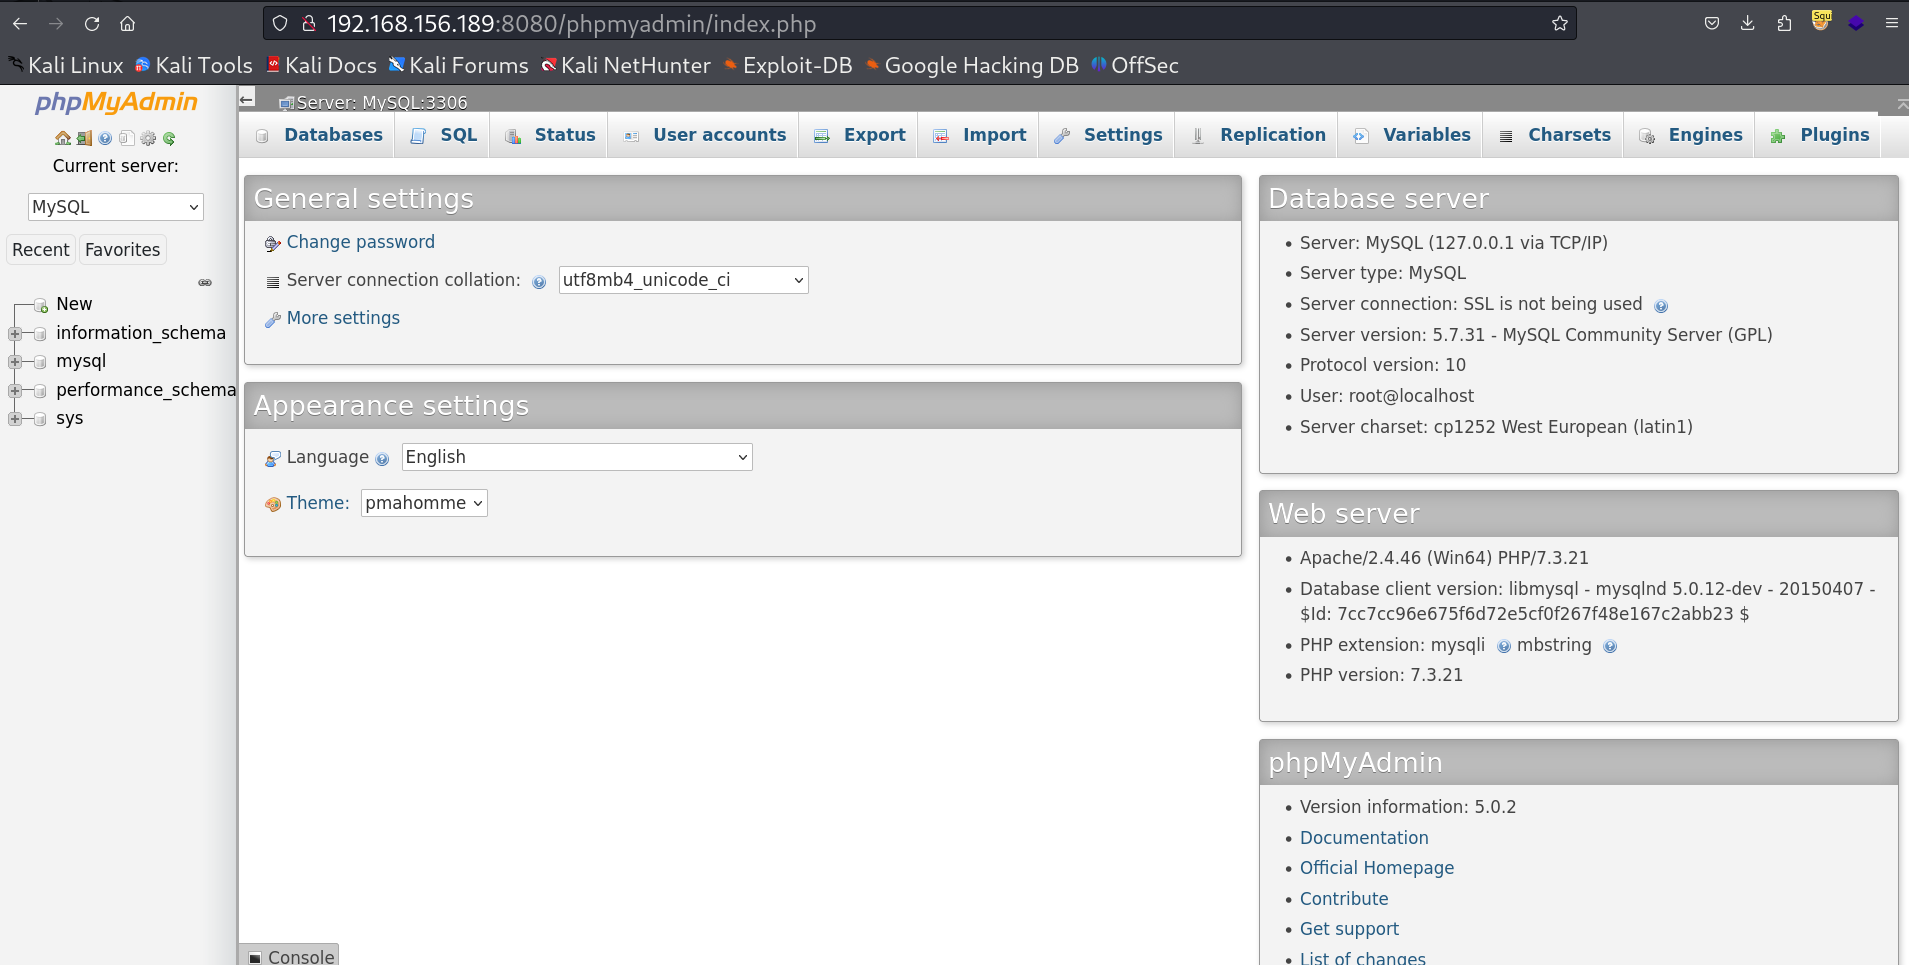 192.168.156.189:8080/phpmyadmin/index.php
Squ
Kali Linux Kali Tools Kali Docs Kali Forums Kali NetHunter Exploit-DB Google Hacking DB OffSec
phpMyAdmin
Current server:
MySQL
Recent Favorites
New
information_schema
mysql
performance_schema
sys
Server: MySQL:3306
Databases SQL Status User accounts Export Import Settings Replication Variables Charsets Engines Plugins
General settings
Change password
Server connection collation: utf8mb4_unicode_ci
More settings
Appearance settings
Language English
Theme: pmahomme
Database server
Server: MySQL (127.0.0.1 via TCP/IP)
Server type: MySQL
Server connection: SSL is not being used
Server version: 5.7.31 - MySQL Community Server (GPL)
Protocol version: 10
User: root@localhost
Server charset: cp1252 West European (latin1)
Web server
Apache/2.4.46 (Win64) PHP/7.3.21
Database client version: libmysql - mysqlnd 5.0.12-dev - 20150407 -
$Id: 7cc7cc96e675f6d72e5cf0f267f48e167c2abb23 $
PHP extension: mysqli mbstring
PHP version: 7.3.21
phpMyAdmin
Version information: 5.0.2
Documentation
Official Homepage
Contribute
Get support
List of changes
Console